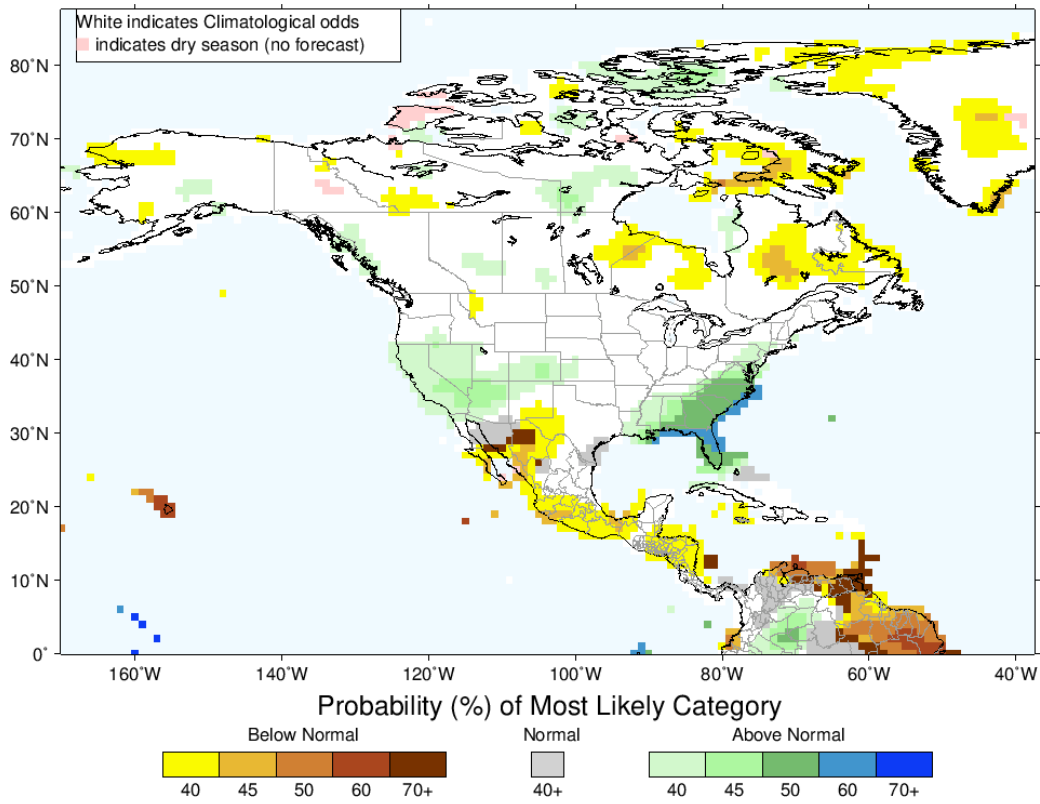 White indicates Climatological odds
indicates dry season (no forecast)
80°N
70°N
60°N
50°N
40°N
30°N
20°N
10°N
0°
160°W 140°W 120°W 100°W 80°W 60°W 40°W
Probability (%) of Most Likely Category
Below Normal Normal Above Normal
40 45 50 60 70+ 40+ 40 45 50 60 70+